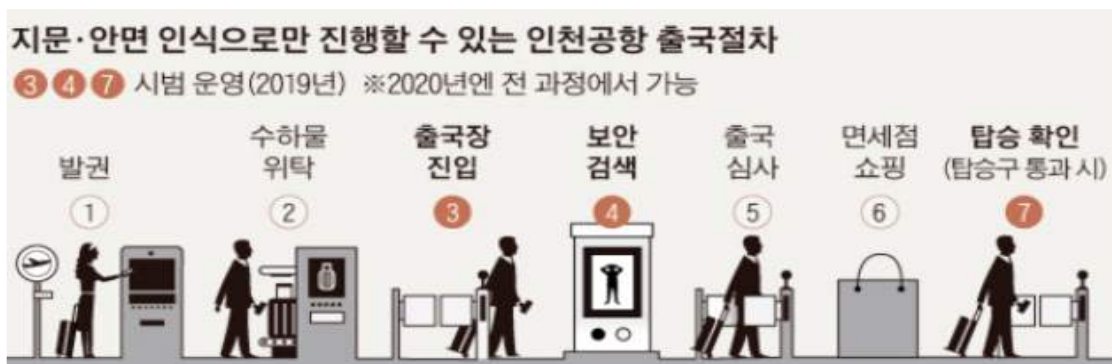 지문·안면 인식으로만 진행할 수 있는 인천공항 출국절차
3 4 7 시범 운영(2019년) ※2020년엔 전 과정에서 가능
발권
1
수하물
위탁
2
출국장
진입
3
보안
검색
4
출국
심사
5
면세점
쇼핑
6
탑승 확인
(탑승구 통과 시)
7